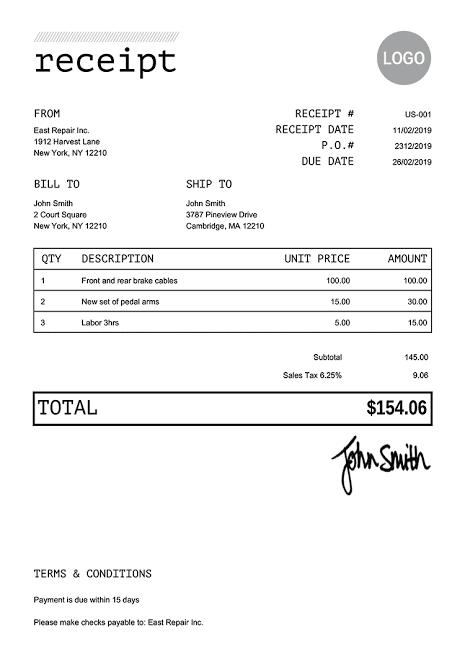 receipt
LOGO
FROM
East Repair Inc.
1912 Harvest Lane
New York, NY 12210
RECEIPT # US-001
RECEIPT DATE 11/02/2019
P.O.# 2312/2019
DUE DATE 26/02/2019
BILL TO
John Smith
2 Court Square
New York, NY 12210
SHIP TO
John Smith
3787 Pineview Drive
Cambridge, MA 12210
QTY DESCRIPTION UNIT PRICE AMOUNT
1 Front and rear brake cables 100.00 100.00
2 New set of pedal arms 15.00 30.00
3 Labor 3hrs 5.00 15.00
Subtotal 145.00
Sales Tax 6.25% 9.06
TOTAL $154.06
John Smith
TERMS & CONDITIONS
Payment is due within 15 days
Please make checks payable to: East Repair Inc.